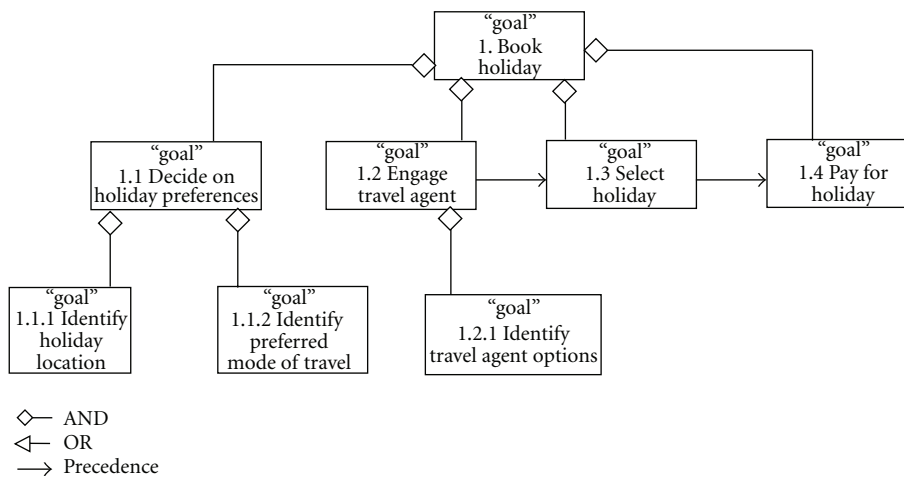 “goal”
1. Book
holiday
“goal”
1.1 Decide on
holiday preferences
“goal”
1.2 Engage
travel agent
“goal”
1.3 Select
holiday
“goal”
1.4 Pay for
holiday
“goal”
1.1.1 Identify
holiday
location
“goal”
1.1.2 Identify
preferred
mode of travel
“goal”
1.2.1 Identify
travel agent options
AND
OR
Precedence